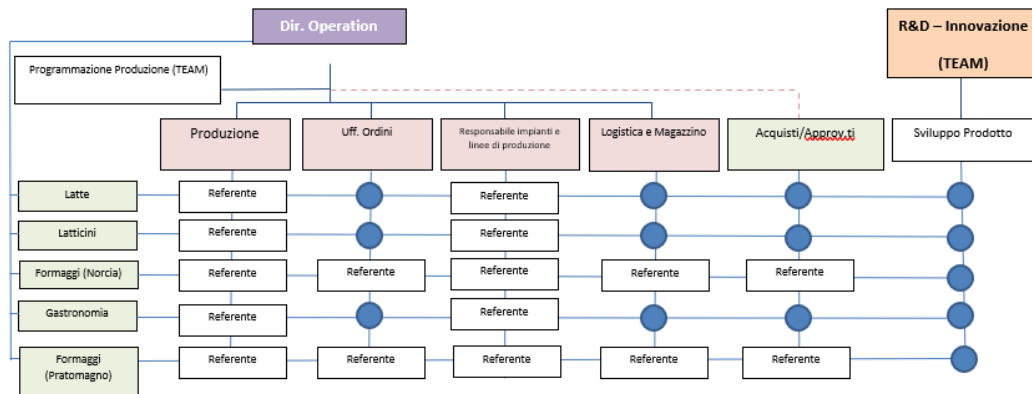 Dir. Operation
R&D – Innovazione
(TEAM)
Programmazione Produzione (TEAM)
Produzione
Uff. Ordini
Responsabile impianti e
linee di produzione
Logistica e Magazzino
Acquisti/Approv.ti
Sviluppo Prodotto
Latte
Referente
Referente
Latticini
Referente
Referente
Formaggi (Norcia)
Referente
Referente
Referente
Referente
Referente
Gastronomia
Referente
Referente
Formaggi
(Pratomagno)
Referente
Referente
Referente
Referente
Referente